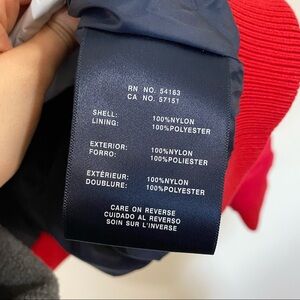 RN NO. 54163
CA NO. 57151
SHELL: 100%NYLON
LINING: 100%POLYESTER
EXTERIOR: 100%NYLON
FORRO: 100%POLYESTER
EXTÉRIEUR: 100%NYLON
DOUBLURE: 100%POLYESTER
CARE ON REVERSE
CUIDADO AL REVERSO
SOIN SUR L'INVERSE